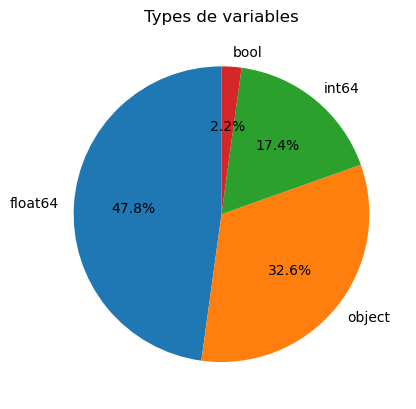 Types de variables
bool
int64
2.2%
17.4%
float64
47.8%
32.6%
object